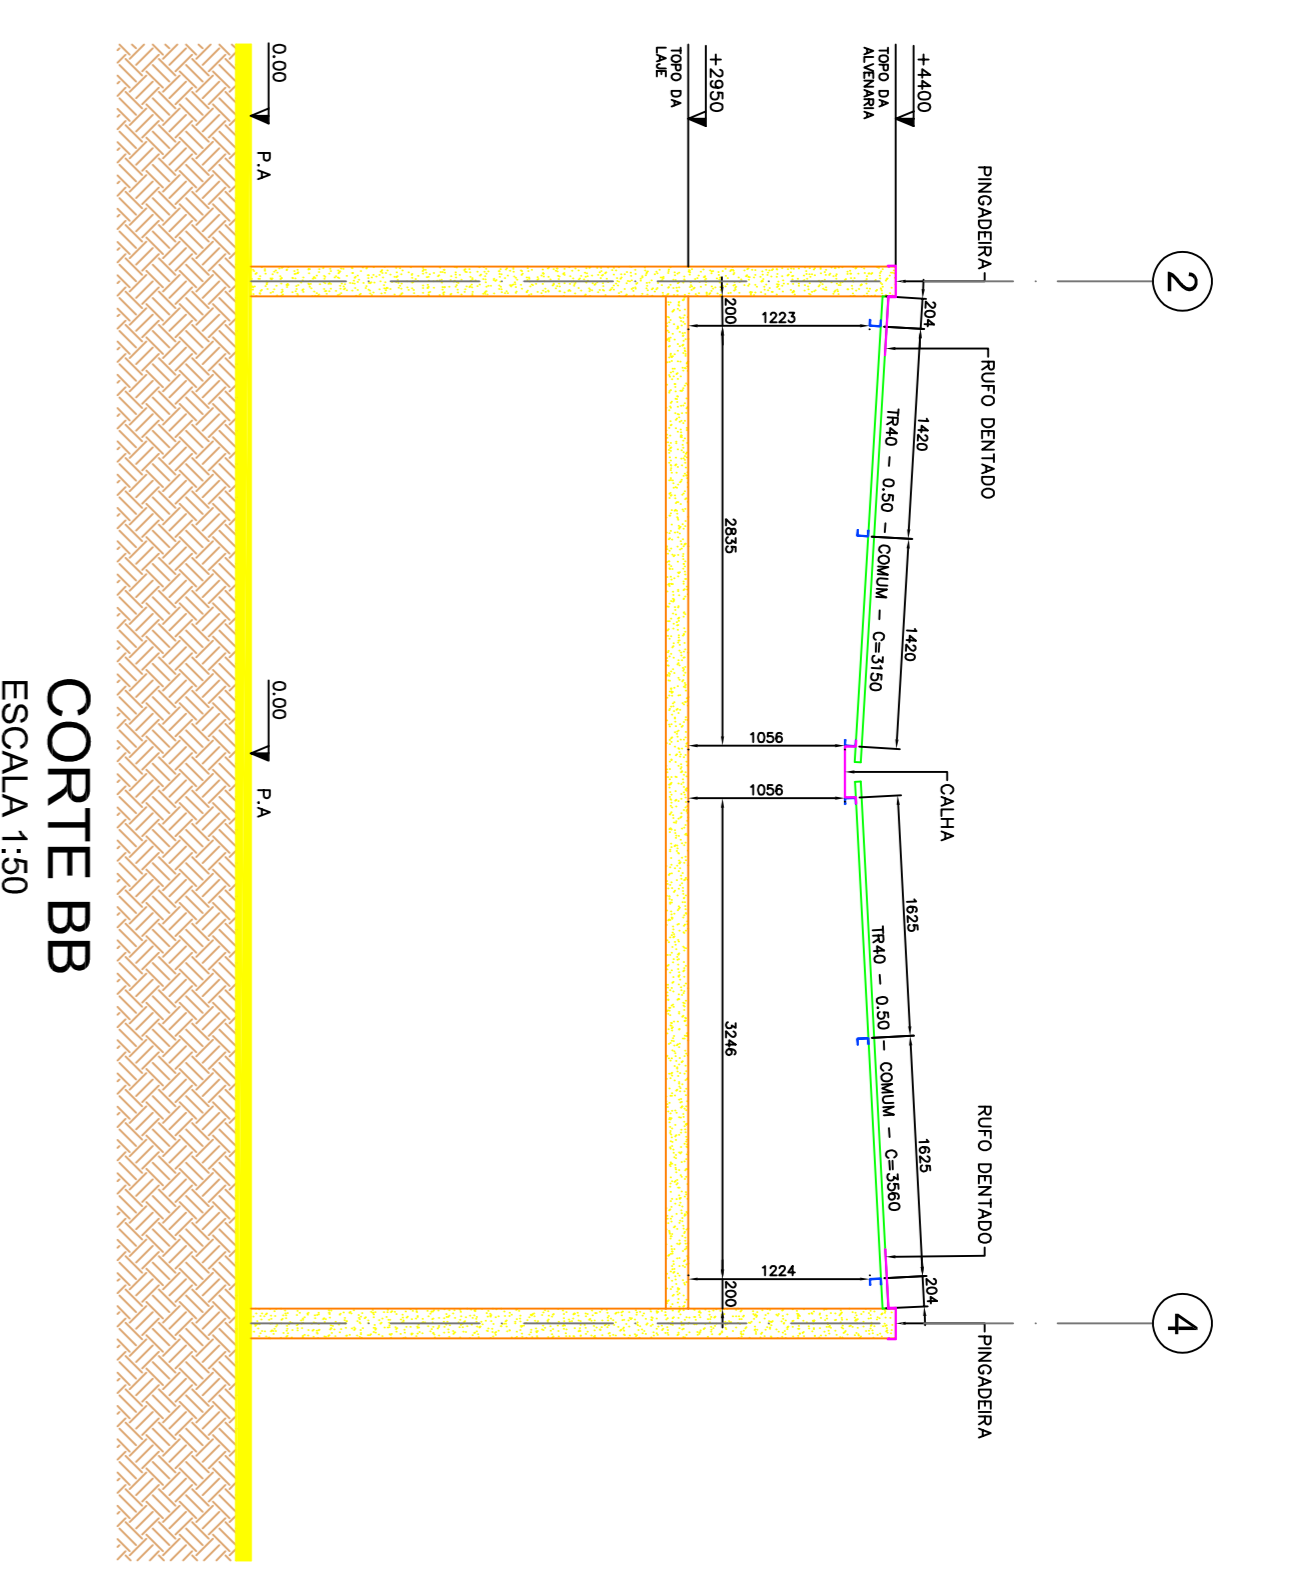 2
4
PINGADEIRA
RUFO DENTADO
CALHA
RUFO DENTADO
PINGADEIRA
+4400
TOPO DA
ALVENARIA
204
1420
1420
1625
1625
204
TR40 - 0.50 - COMUM - C=3150
TR40 - 0.50 - COMUM - C=3560
1223
1056
1056
1224
+2950
TOPO DA
LAJE
200
2835
3246
200
0.00
P.A
0.00
P.A
CORTE BB
ESCALA 1:50